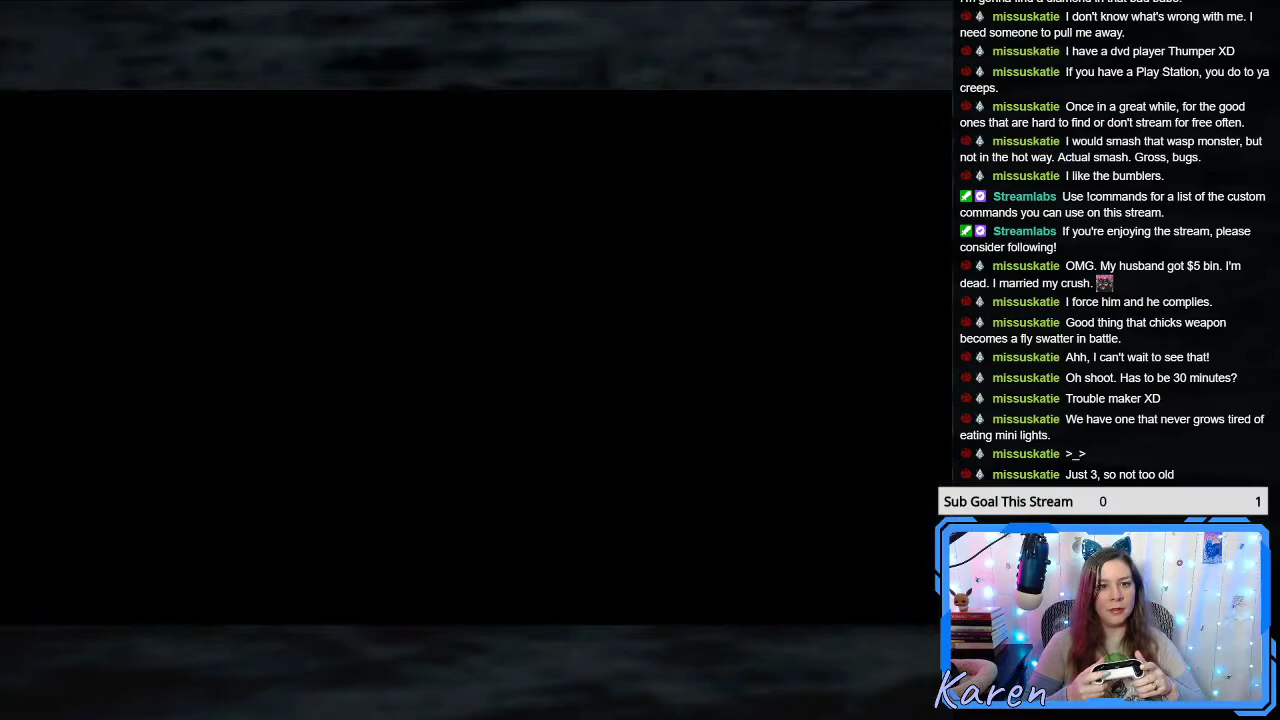 missuskatie I don't know what's wrong with me. I
need someone to pull me away.
missuskatie I have a dvd player Thumper XD
missuskatie If you have a Play Station, you do to ya
creeps.
missuskatie Once in a great while, for the good
ones that are hard to find or don't stream for free often.
missuskatie I would smash that wasp monster, but
not in the hot way. Actual smash. Gross, bugs.
missuskatie I like the bumblers.
Streamlabs Use !commands for a list of the custom
commands you can use on this stream.
Streamlabs If you're enjoying the stream, please
consider following!
missuskatie OMG. My husband got $5 bin. I'm
dead. I married my crush.
missuskatie I force him and he complies.
missuskatie Good thing that chicks weapon
becomes a fly swatter in battle.
missuskatie Ahh, I can't wait to see that!
missuskatie Oh shoot. Has to be 30 minutes?
missuskatie Trouble maker XD
missuskatie We have one that never grows tired of
eating mini lights.
missuskatie >_>
missuskatie Just 3, so not too old
Sub Goal This Stream 0 1
Karen